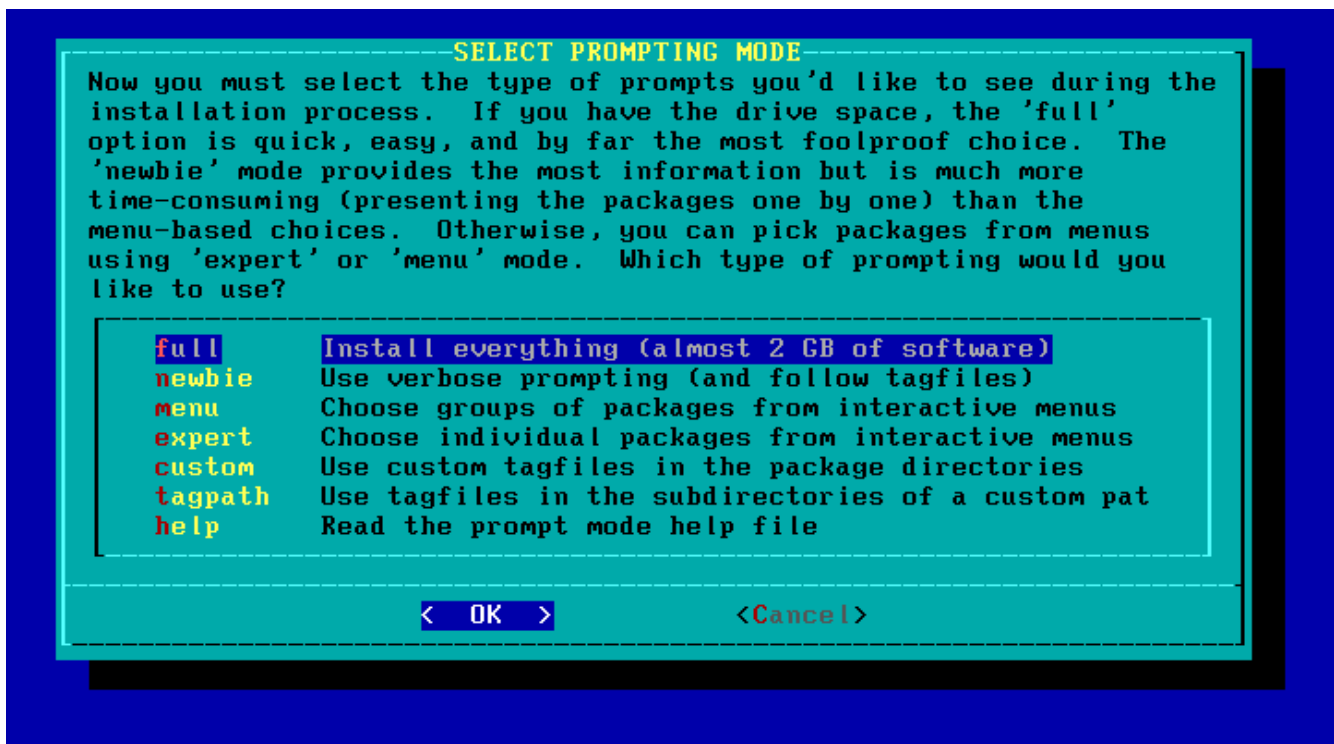 SELECT PROMPTING MODE
Now you must select the type of prompts you'd like to see during the
installation process.  If you have the drive space, the 'full'
option is quick, easy, and by far the most foolproof choice.  The
'newbie' mode provides the most information but is much more
time-consuming (presenting the packages one by one) than the
menu-based choices.  Otherwise, you can pick packages from menus
using 'expert' or 'menu' mode.  Which type of prompting would you
like to use?
full Install everything (almost 2 GB of software)
newbie Use verbose prompting (and follow tagfiles)
menu Choose groups of packages from interactive menus
expert Choose individual packages from interactive menus
custom Use custom tagfiles in the package directories
tagpath Use tagfiles in the subdirectories of a custom pat
help Read the prompt mode help file
< OK > <Cancel>